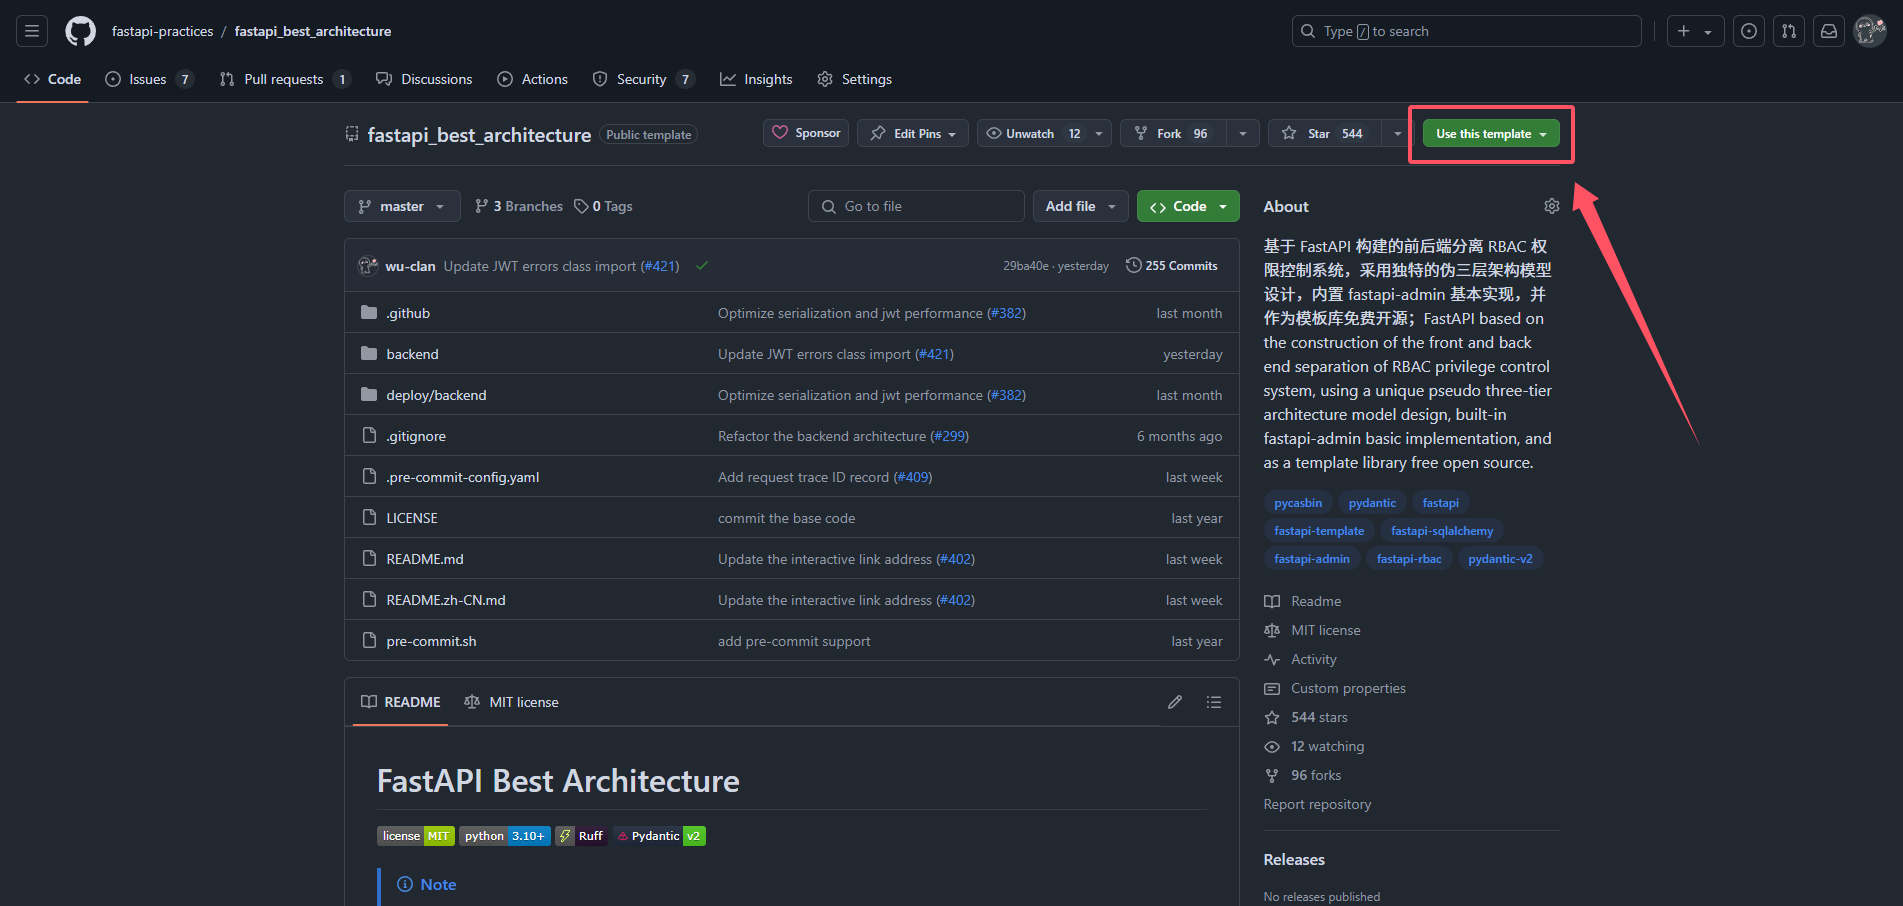 fastapi-practices / fastapi_best_architecture
Type / to search
Code
Issues 7
Pull requests 1
Discussions
Actions
Security 7
Insights
Settings
fastapi_best_architecture Public template
Sponsor
Edit Pins
Unwatch 12
Fork 96
Star 544
Use this template
master
3 Branches
0 Tags
Go to file
Add file
Code
wu-clan Update JWT errors class import (#421) 29ba40e · yesterday 255 Commits
.github Optimize serialization and jwt performance (#382) last month
backend Update JWT errors class import (#421) yesterday
deploy/backend Optimize serialization and jwt performance (#382) last month
.gitignore Refactor the backend architecture (#299) 6 months ago
.pre-commit-config.yaml Add request trace ID record (#409) last week
LICENSE commit the base code last year
README.md Update the interactive link address (#402) last week
README.zh-CN.md Update the interactive link address (#402) last week
pre-commit.sh add pre-commit support last year
README
MIT license
FastAPI Best Architecture
license MIT python 3.10+ Ruff Pydantic v2
Note
About
基于 FastAPI 构建的前后端分离 RBAC 权
限控制系统，采用独特的伪三层架构模型
设计，内置 fastapi-admin 基本实现，并
作为模板库免费开源；FastAPI based on
the construction of the front and back
end separation of RBAC privilege control
system, using a unique pseudo three-tier
architecture model design, built-in
fastapi-admin basic implementation, and
as a template library free open source.
pycasbin pydantic fastapi
fastapi-template fastapi-sqlalchemy
fastapi-admin fastapi-rbac pydantic-v2
Readme
MIT license
Activity
Custom properties
544 stars
12 watching
96 forks
Report repository
Releases
No releases published